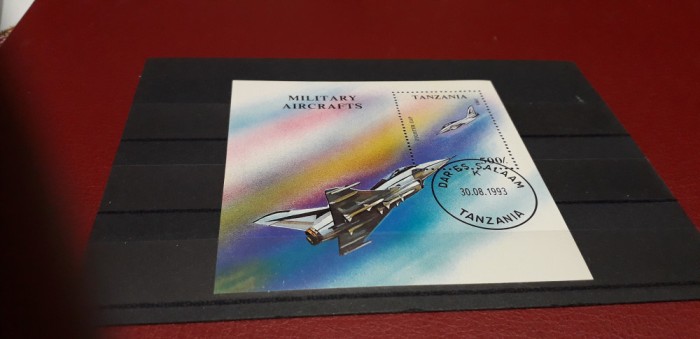 MILITARY
AIRCRAFTS
TANZANIA
500/-
DAR-ES-SALAAM
30.08.1993
TANZANIA